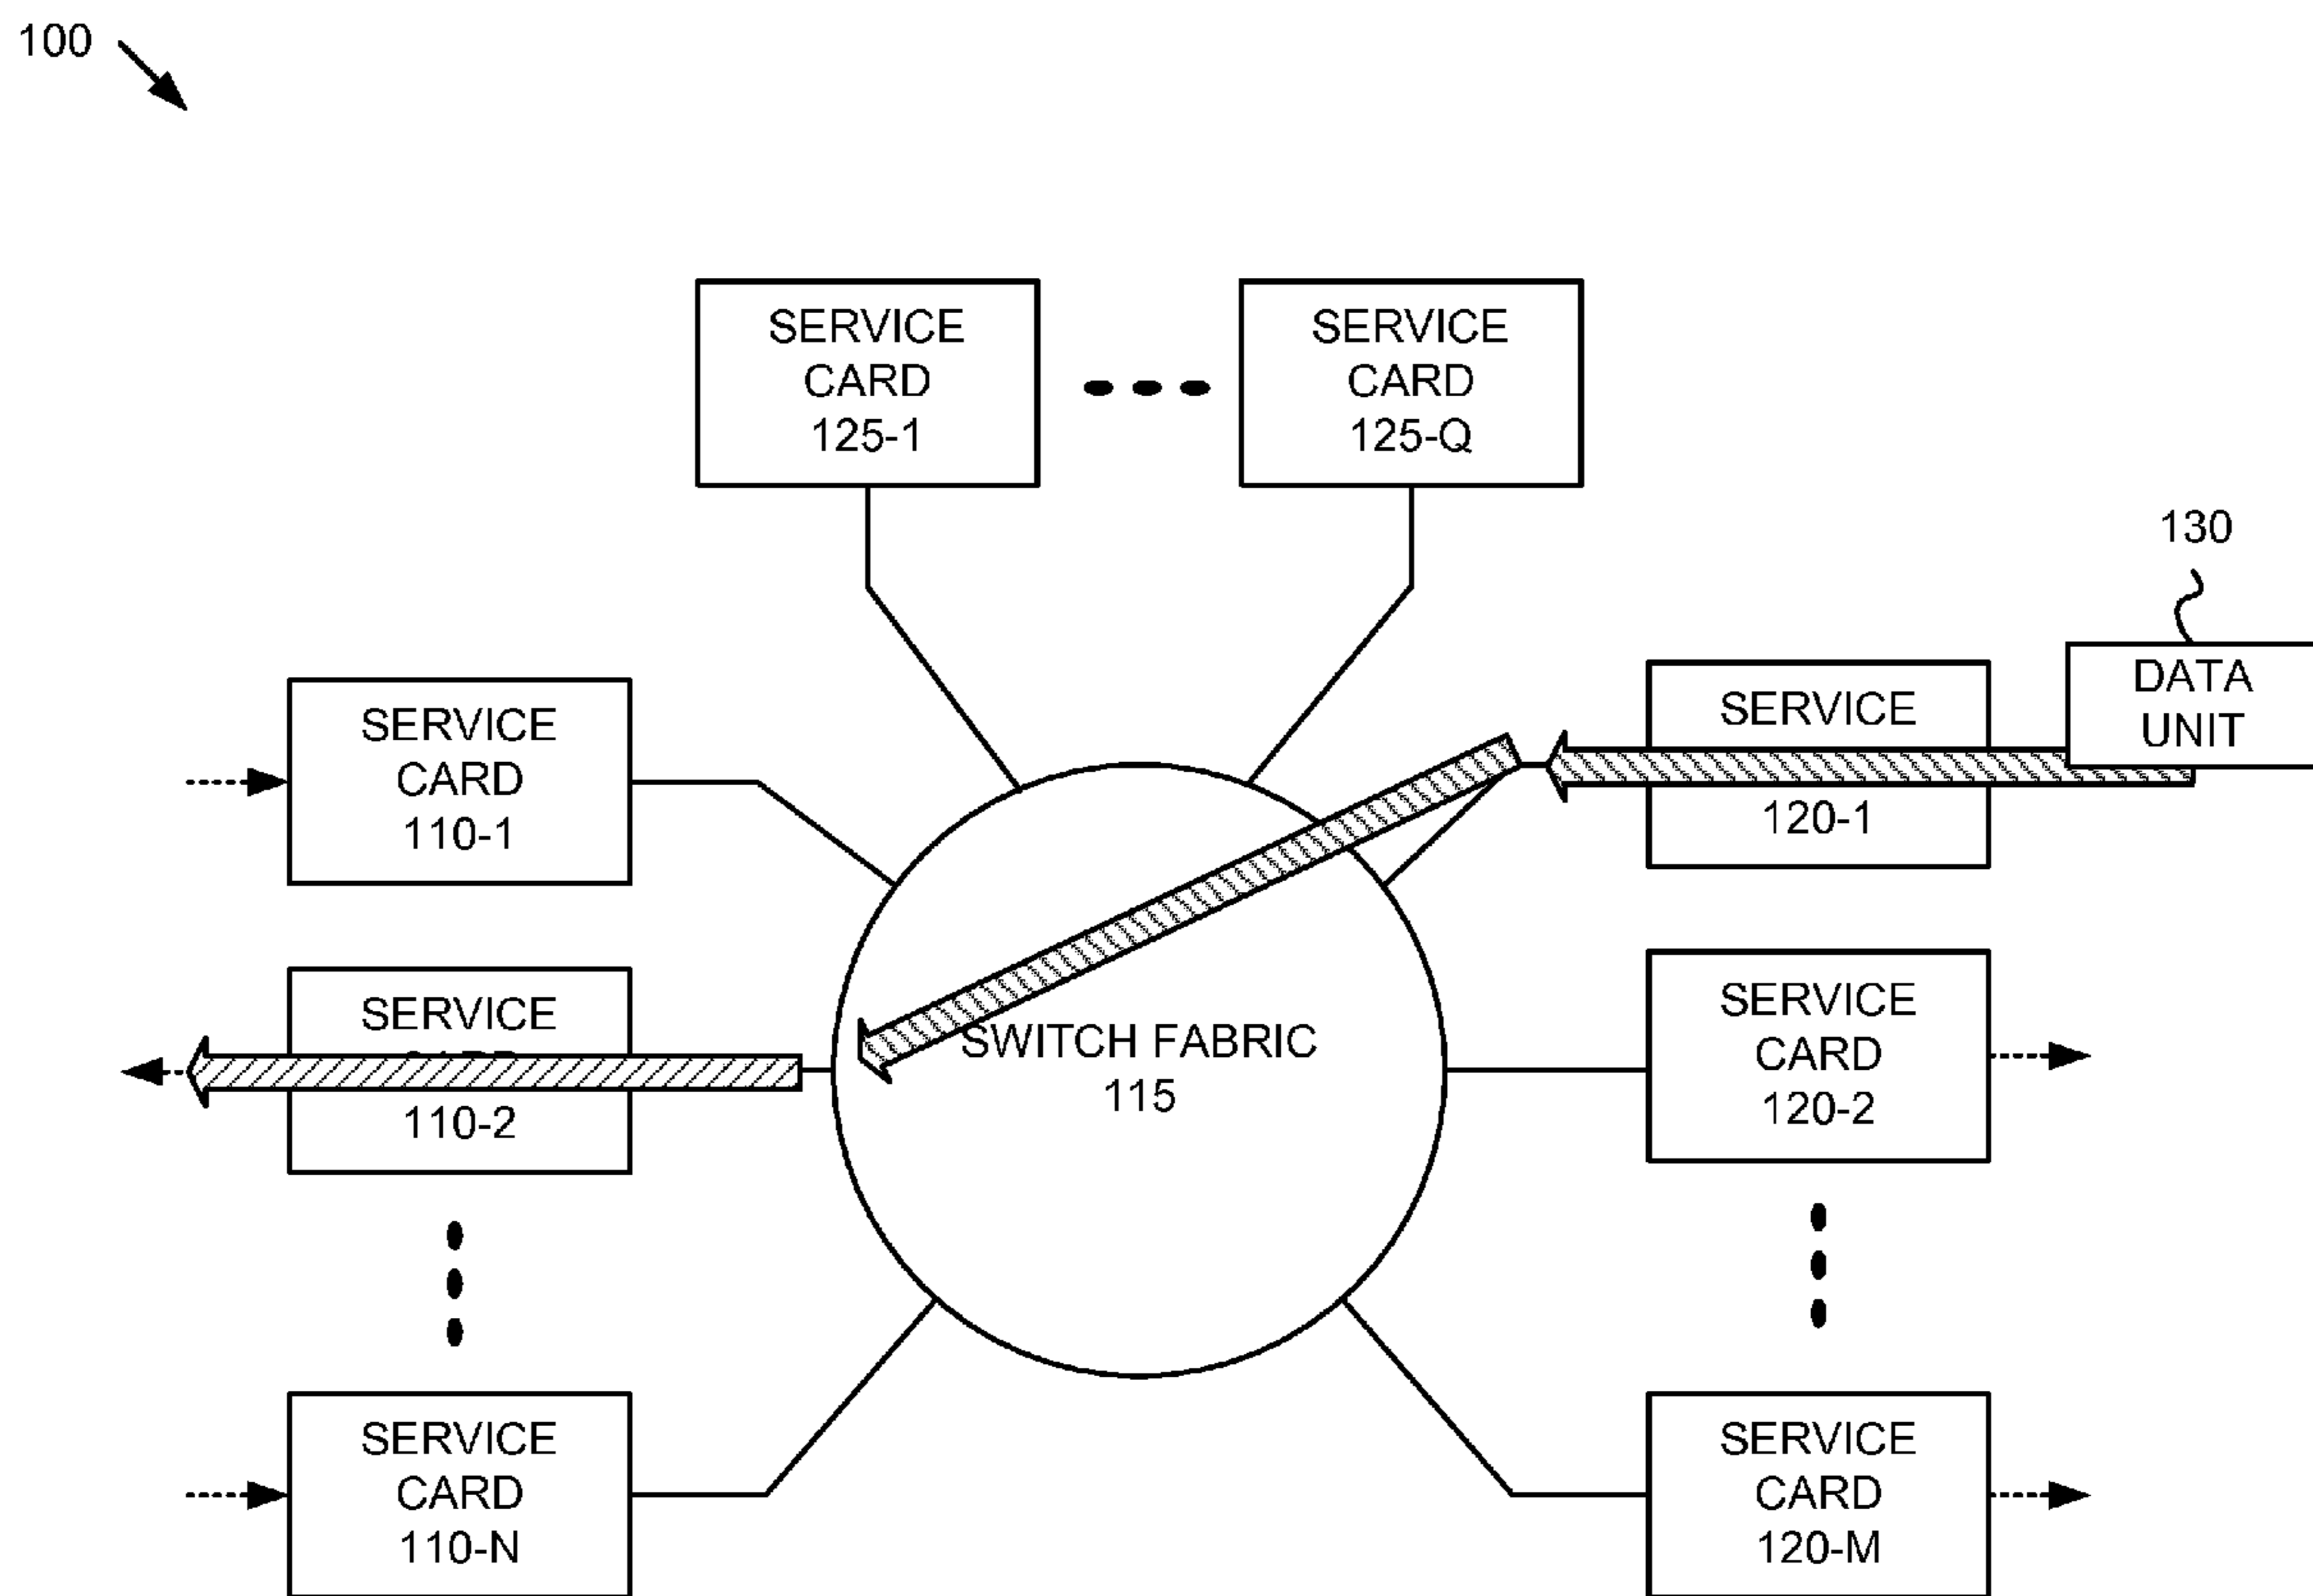 100
SERVICE
CARD
125-1
SERVICE
CARD
125-Q
130
DATA
UNIT
SERVICE
CARD
110-1
SERVICE
120-1
SERVICE
110-2
SWITCH FABRIC
115
SERVICE
CARD
120-2
SERVICE
CARD
110-N
SERVICE
CARD
120-M